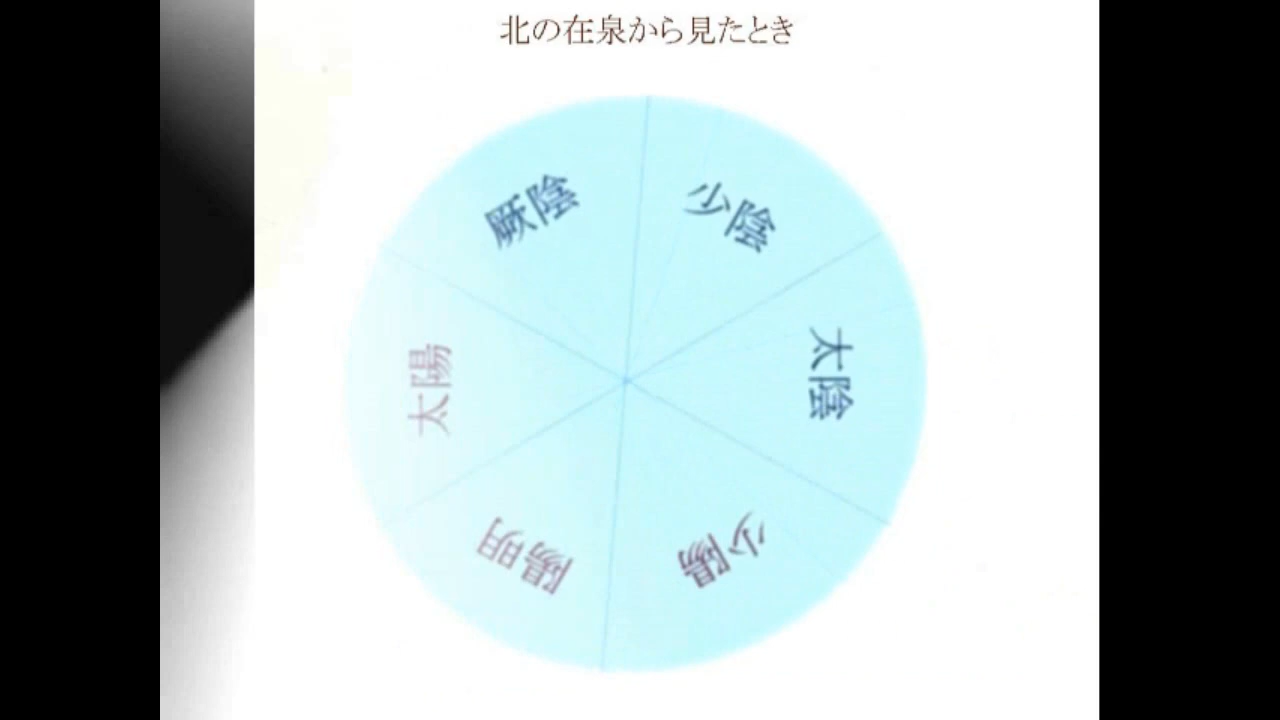 北の在泉から見たとき
厥陰
少陰
太陰
少陽
陽明
太陽